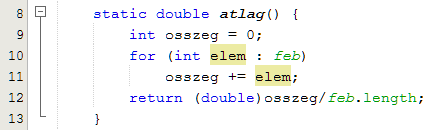 8 static double atlag() {
9 int osszeg = 0;
10 for (int elem : feb)
11 osszeg += elem;
12 return (double)osszeg/feb.length;
13 }